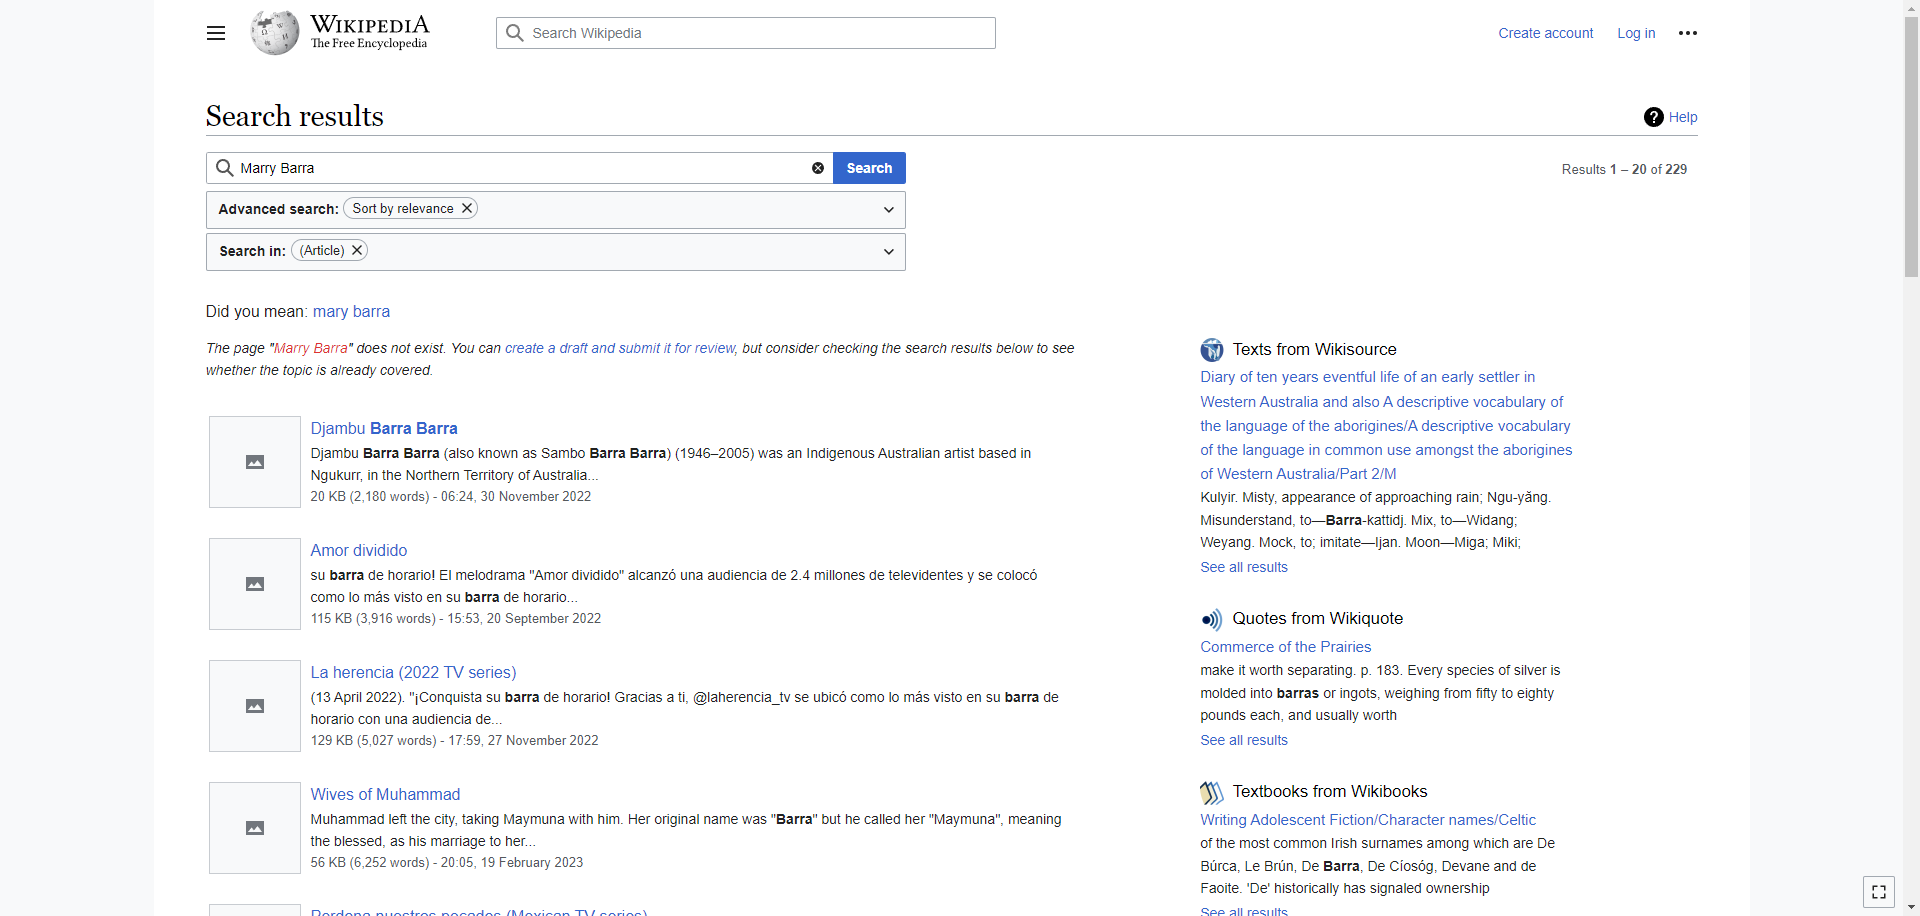 WIKIPEDIA
The Free Encyclopedia
Search Wikipedia
Create account
Log in
Search results
Help
Marry Barra
Search
Results 1 – 20 of 229
Advanced search:
Sort by relevance
Search in:
(Article)
Did you mean: mary barra
The page "Marry Barra" does not exist. You can create a draft and submit it for review, but consider checking the search results below to see
whether the topic is already covered.
Djambu Barra Barra
Djambu Barra Barra (also known as Sambo Barra Barra) (1946–2005) was an Indigenous Australian artist based in
Ngukurr, in the Northern Territory of Australia...
20 KB (2,180 words) - 06:24, 30 November 2022
Amor dividido
su barra de horario! El melodrama "Amor dividido" alcanzó una audiencia de 2.4 millones de televidentes y se colocó
como lo más visto en su barra de horario...
115 KB (3,916 words) - 15:53, 20 September 2022
La herencia (2022 TV series)
(13 April 2022). "¡Conquista su barra de horario! Gracias a ti, @laherencia_tv se ubicó como lo más visto en su barra de
horario con una audiencia de...
129 KB (5,027 words) - 17:59, 27 November 2022
Wives of Muhammad
Muhammad left the city, taking Maymuna with him. Her original name was "Barra" but he called her "Maymuna", meaning
the blessed, as his marriage to her...
56 KB (6,252 words) - 20:05, 19 February 2023
Perdona nuestros pecados (Mexican TV series)
Texts from Wikisource
Diary of ten years eventful life of an early settler in
Western Australia and also A descriptive vocabulary of
the language of the aborigines/A descriptive vocabulary
of the language in common use amongst the aborigines
of Western Australia/Part 2/M
Kulyir. Misty, appearance of approaching rain; Ngu-yăng.
Misunderstand, to—Barra-kattidj. Mix, to—Widang;
Weyang. Mock, to; imitate—Ijan. Moon—Miga; Miki;
See all results
Quotes from Wikiquote
Commerce of the Prairies
make it worth separating. p. 183. Every species of silver is
molded into barras or ingots, weighing from fifty to eighty
pounds each, and usually worth
See all results
Textbooks from Wikibooks
Writing Adolescent Fiction/Character names/Celtic
of the most common Irish surnames among which are De
Búrca, Le Brún, De Barra, De Cíosóg, Devane and de
Faoite. 'De' historically has signaled ownership
See all results